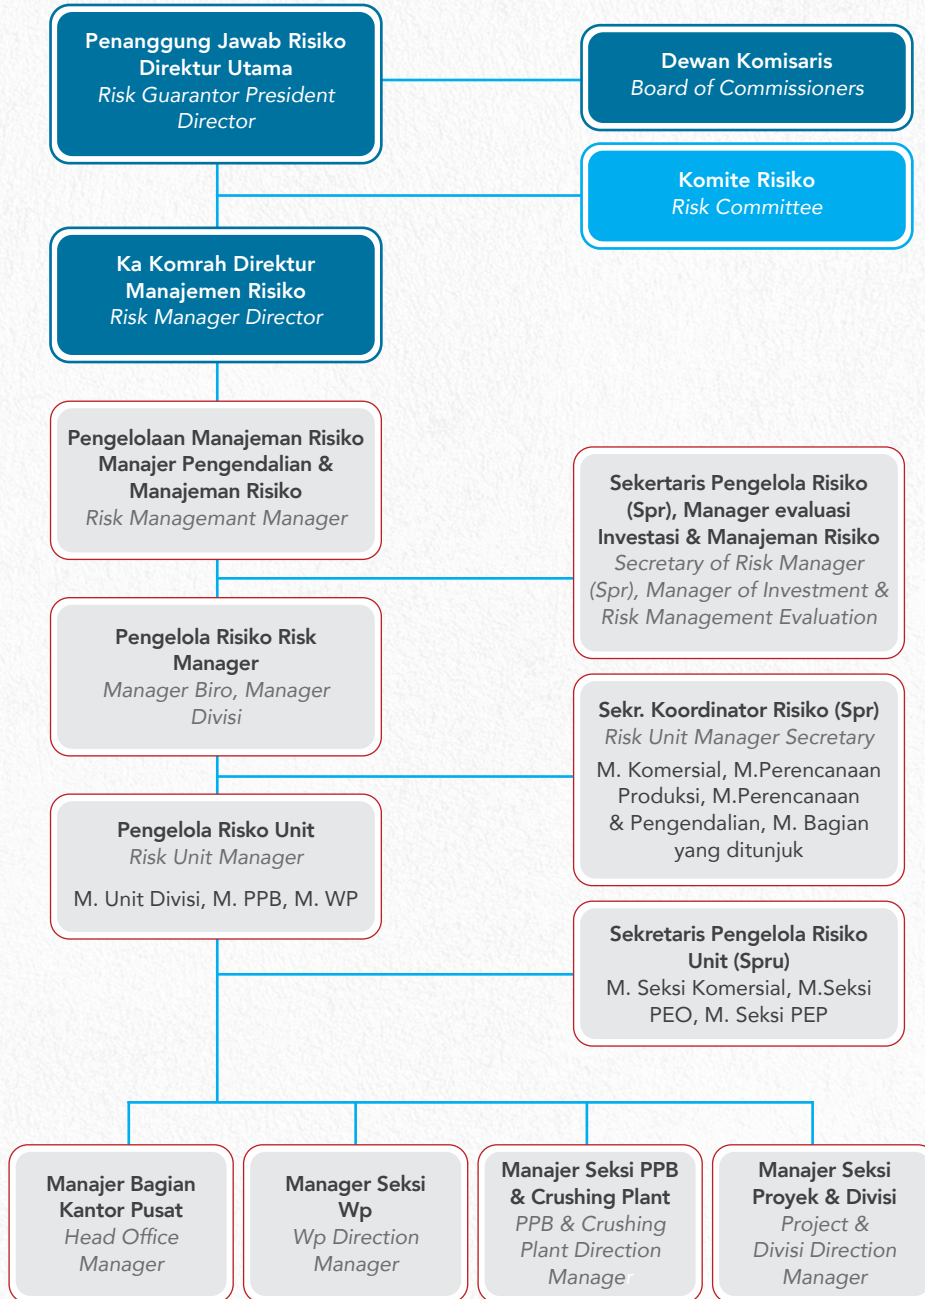 Penanggung Jawab Risiko
Direktur Utama
Risk Guarantor President
Director
Dewan Komisaris
Board of Commissioners
Komite Risiko
Risk Committee
Ka Komrah Direktur
Manajemen Risiko
Risk Manager Director
Pengelolaan Manajeman Risiko
Manajer Pengendalian &
Manajeman Risiko
Risk Managemant Manager
Sekertaris Pengelola Risiko
(Spr), Manager evaluasi
Investasi & Manajeman Risiko
Secretary of Risk Manager
(Spr), Manager of Investment &
Risk Management Evaluation
Pengelola Risiko Risk
Manager
Manager Biro, Manager
Divisi
Sekr. Koordinator Risiko (Spr)
Risk Unit Manager Secretary
M. Komersial, M.Perencanaan
Produksi, M.Perencanaan
& Pengendalian, M. Bagian
yang ditunjuk
Pengelola Risko Unit
Risk Unit Manager
M. Unit Divisi, M. PPB, M. WP
Sekretaris Pengelola Risiko
Unit (Spru)
M. Seksi Komersial, M.Seksi
PEO, M. Seksi PEP
Manajer Bagian
Kantor Pusat
Head Office
Manager
Manager Seksi
Wp
Wp Direction
Manager
Manajer Seksi PPB
& Crushing Plant
PPB & Crushing
Plant Direction
Manager
Manajer Seksi
Proyek & Divisi
Project &
Divisi Direction
Manager